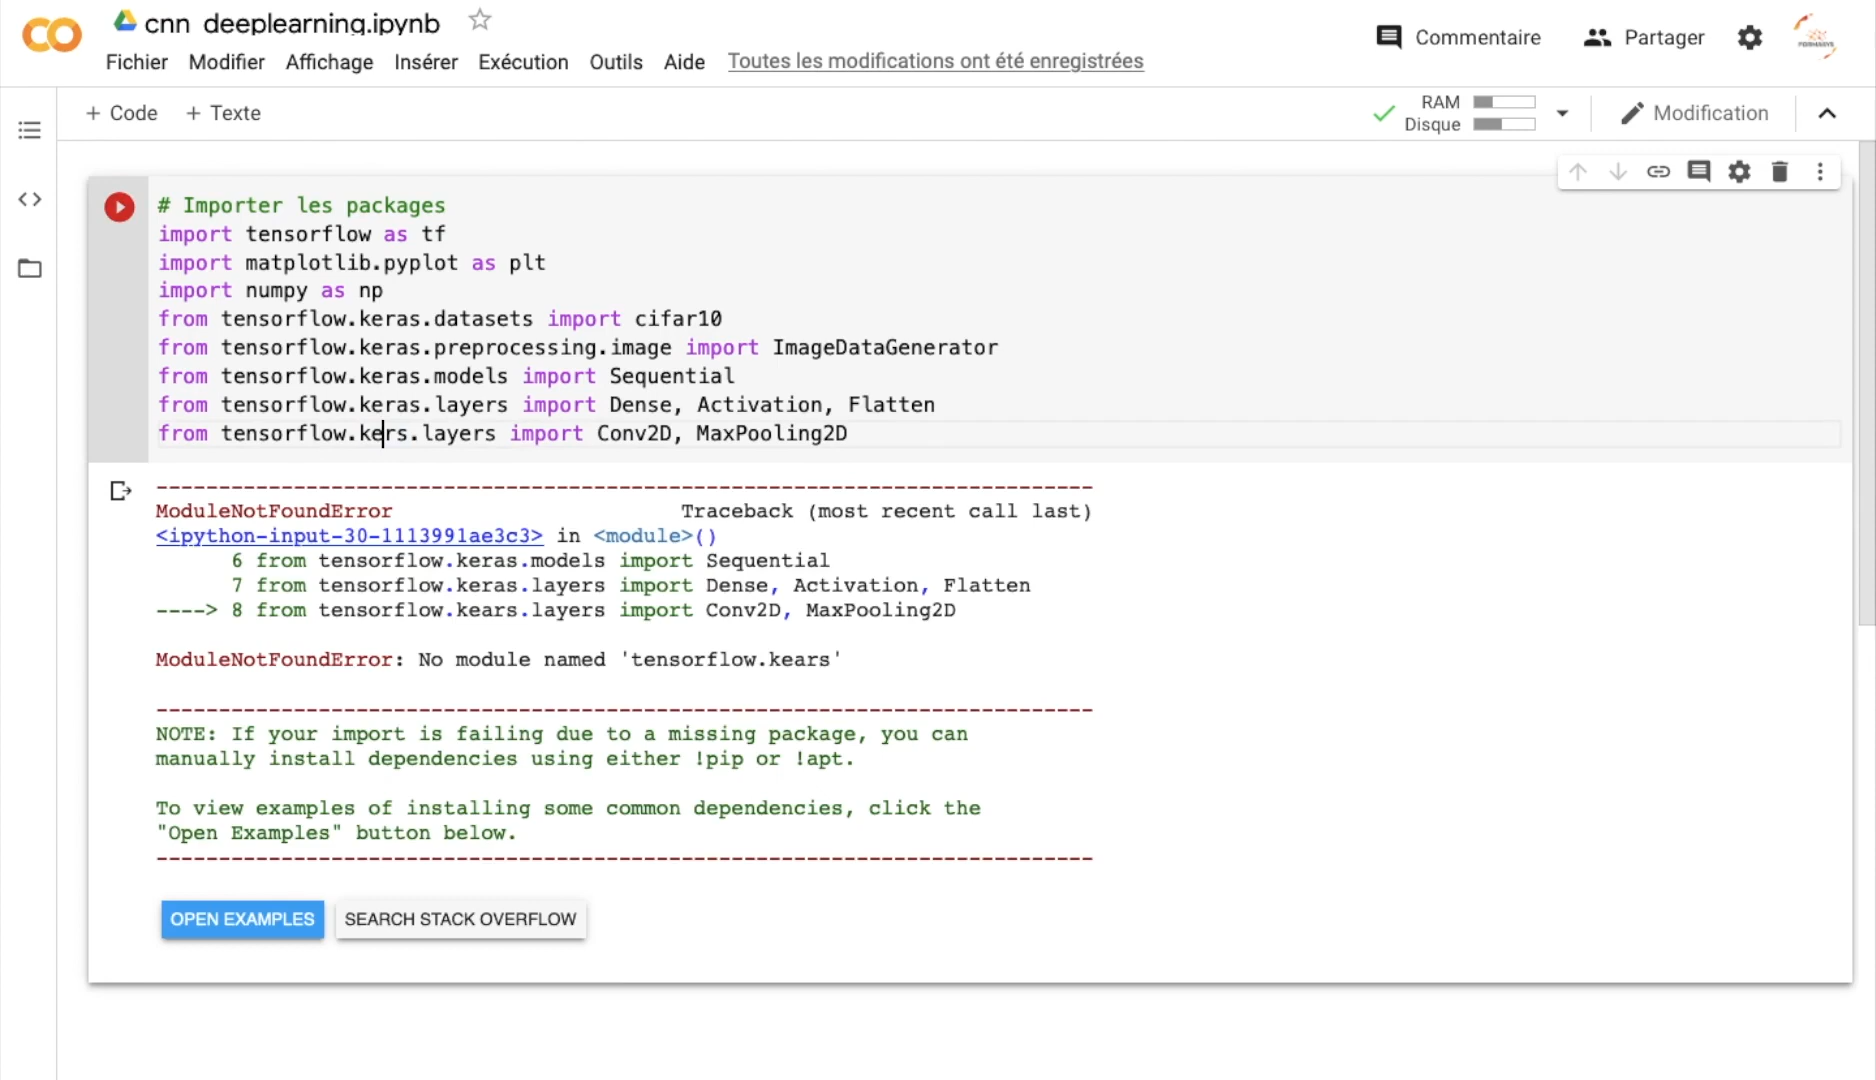 cnn_deeplearning.ipynb
Fichier Modifier Affichage Insérer Exécution Outils Aide Toutes les modifications ont été enregistrées
Commentaire Partager
FORMASYS
+ Code + Texte
RAM
Disque
Modification
# Importer les packages
import tensorflow as tf
import matplotlib.pyplot as plt
import numpy as np
from tensorflow.keras.datasets import cifar10
from tensorflow.keras.preprocessing.image import ImageDataGenerator
from tensorflow.keras.models import Sequential
from tensorflow.keras.layers import Dense, Activation, Flatten
from tensorflow.kers.layers import Conv2D, MaxPooling2D
---------------------------------------------------------------------------
ModuleNotFoundError Traceback (most recent call last)
<ipython-input-30-1113991ae3c3> in <module>()
6 from tensorflow.keras.models import Sequential
7 from tensorflow.keras.layers import Dense, Activation, Flatten
----> 8 from tensorflow.kears.layers import Conv2D, MaxPooling2D
ModuleNotFoundError: No module named 'tensorflow.kears'
---------------------------------------------------------------------------
NOTE: If your import is failing due to a missing package, you can
manually install dependencies using either !pip or !apt.
To view examples of installing some common dependencies, click the
"Open Examples" button below.
---------------------------------------------------------------------------
OPEN EXAMPLES SEARCH STACK OVERFLOW